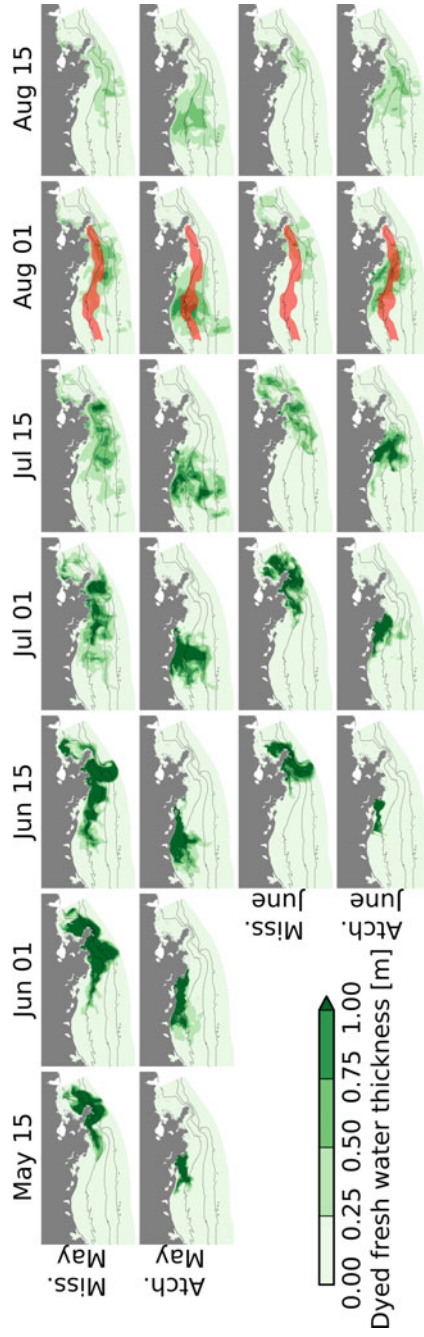 May 15
Jun 01
Jun 15
Jul 01
Jul 15
Aug 01
Aug 15
Miss.
May
Atch.
May
Miss.
June
Atch.
June
0.00 0.25 0.50 0.75 1.00
Dyed fresh water thickness [m]